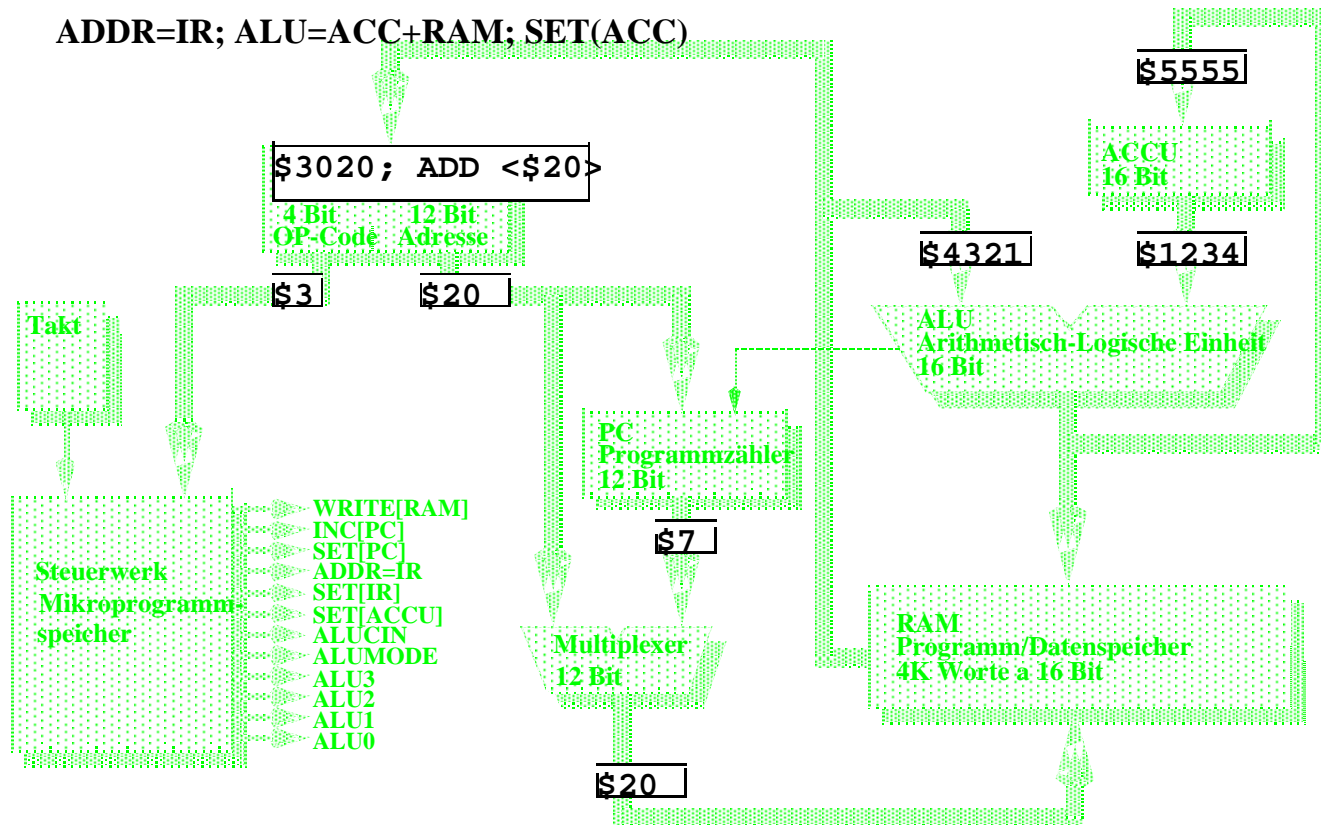 ADDR=IR; ALU=ACC+RAM; SET(ACC)
$5555
ACCU
16 Bit
$3020; ADD <$20>
4 Bit
OP-Code
12 Bit
Adresse
$4321
$1234
$3
$20
Takt
ALU
Arithmetisch-Logische Einheit
16 Bit
PC
Programmzähler
12 Bit
$7
Steuerwerk
Mikroprogramm-
speicher
WRITE[RAM]
INC[PC]
SET[PC]
ADDR=IR
SET[IR]
SET[ACCU]
ALUCIN
ALUMODE
ALU3
ALU2
ALU1
ALU0
Multiplexer
12 Bit
RAM
Programm/Datenspeicher
4K Worte a 16 Bit
$20